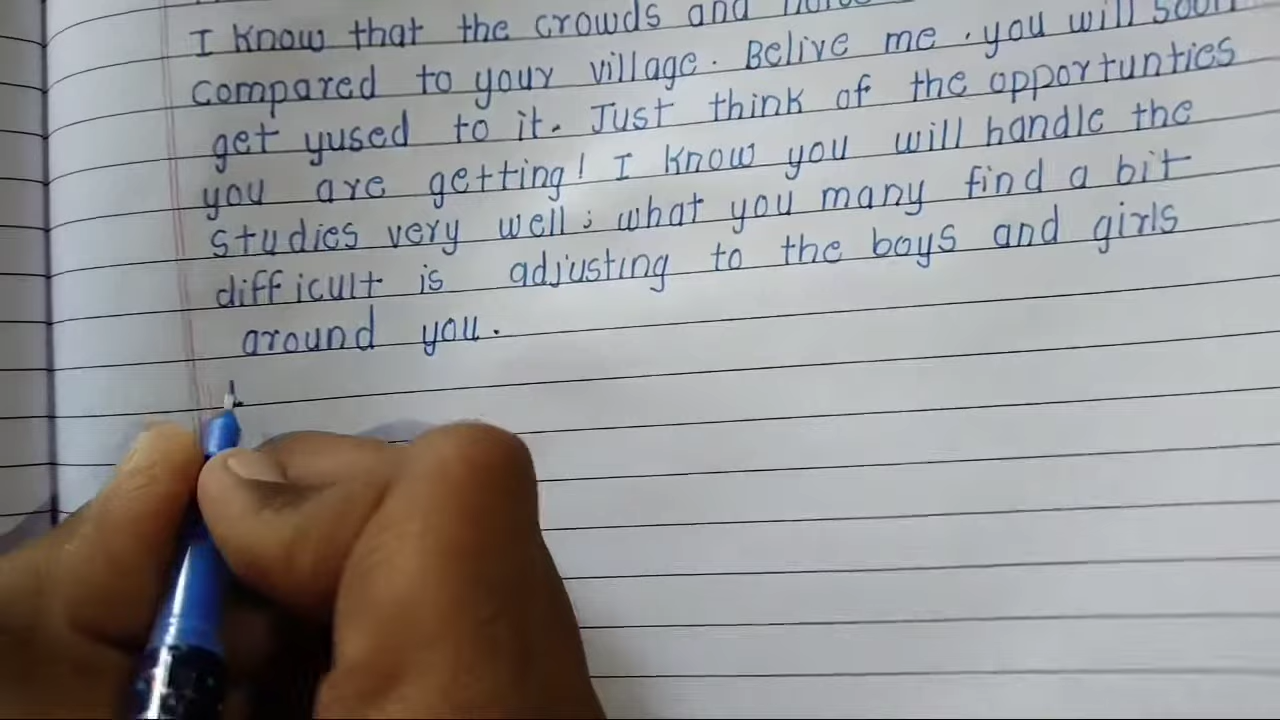 I know that the crowds and
compared to your village. Belive me. you will soon
get yused to it. Just think of the opportunties
you are getting! I know you will handle the
studies very well; what you many find a bit
difficult is adjusting to the boys and girls
around you.